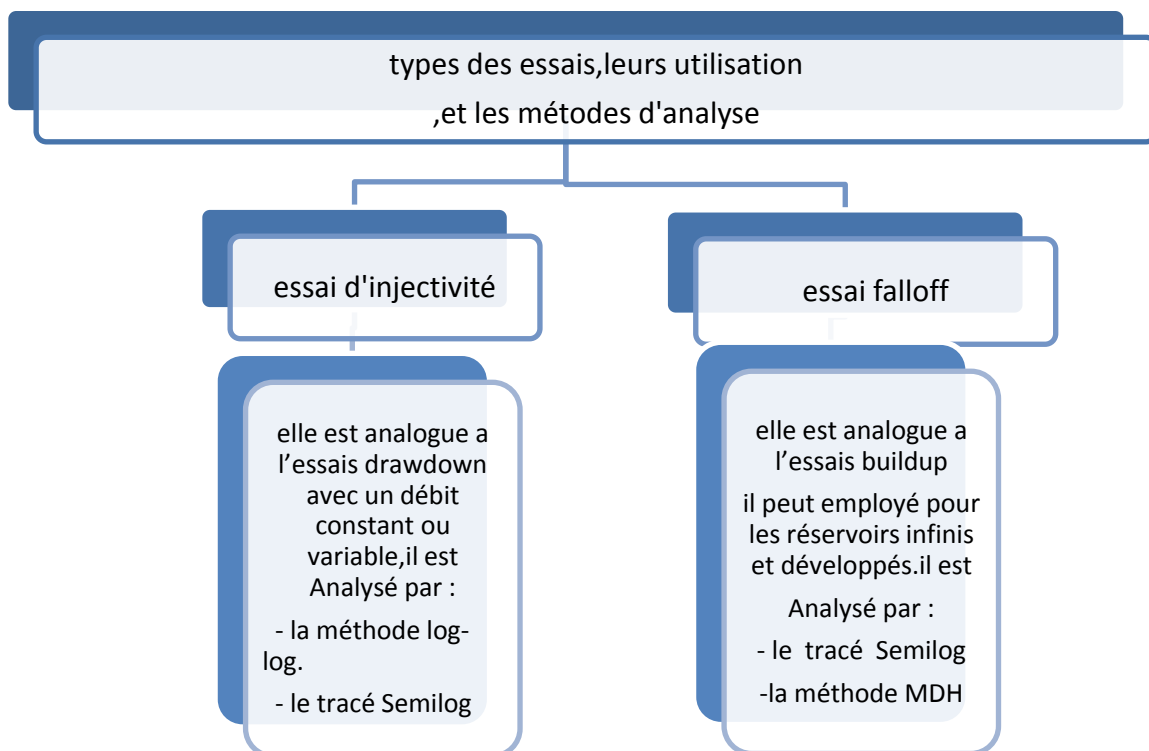 types des essais,leurs utilisation
,et les métodes d'analyse
essai d'injectivité
essai falloff
elle est analogue a
l'essais drawdown
avec un débit
constant ou
variable,il est
Analysé par :
- la méthode log-
log.
- le tracé Semilog
elle est analogue a
l'essais buildup
il peut employé pour
les réservoirs infinis
et développés.il est
Analysé par :
- le tracé Semilog
-la méthode MDH